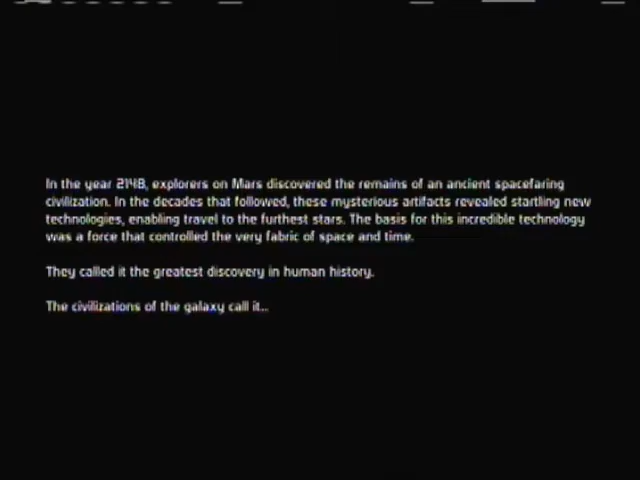 In the year 2148, explorers on Mars discovered the remains of an ancient spacefaring
civilization. In the decades that followed, these mysterious artifacts revealed startling new
technologies, enabling travel to the furthest stars. The basis for this incredible technology
was a force that controlled the very fabric of space and time.
They called it the greatest discovery in human history.
The civilizations of the galaxy call it...